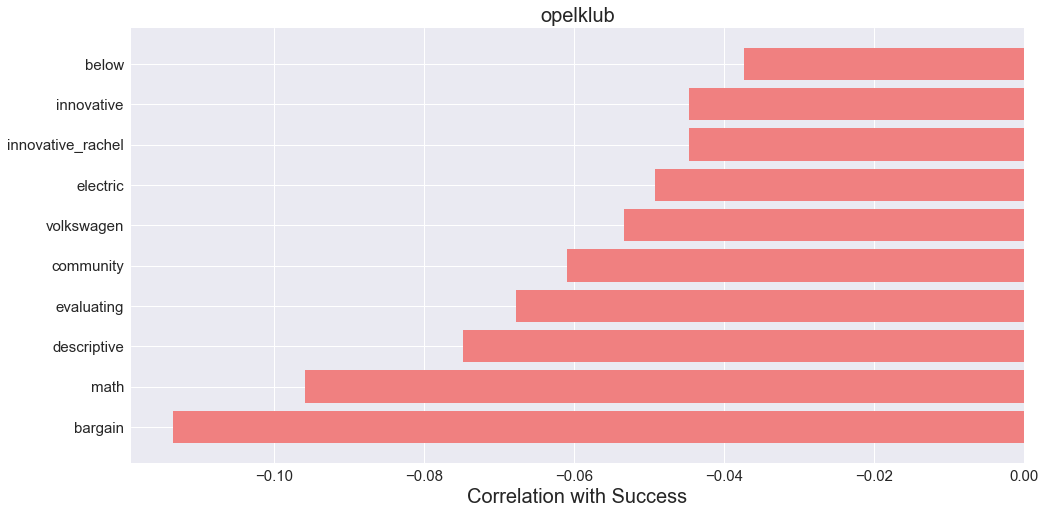 opelklub
below
innovative
innovative_rachel
electric
volkswagen
community
evaluating
descriptive
math
bargain
−0.10 −0.08 −0.06 −0.04 −0.02 0.00
Correlation with Success